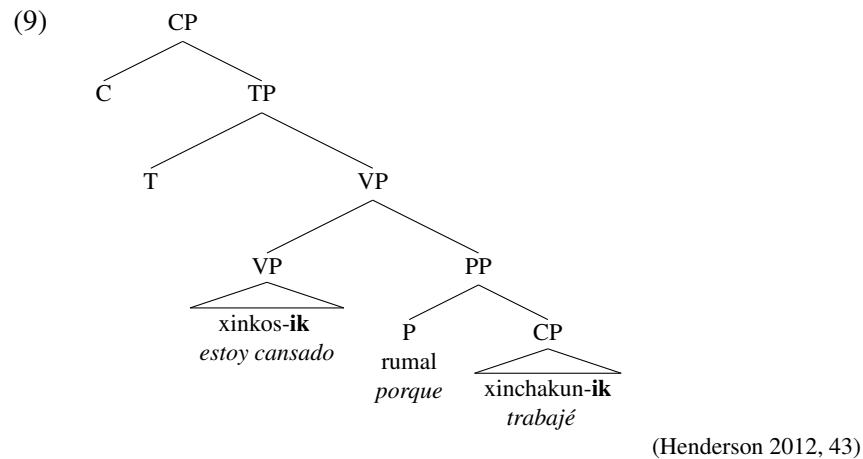 (9)
CP
C TP
T VP
VP PP
xinkos-ik P CP
estoy cansado rumal xinchakun-ik
porque trabajé
(Henderson 2012, 43)